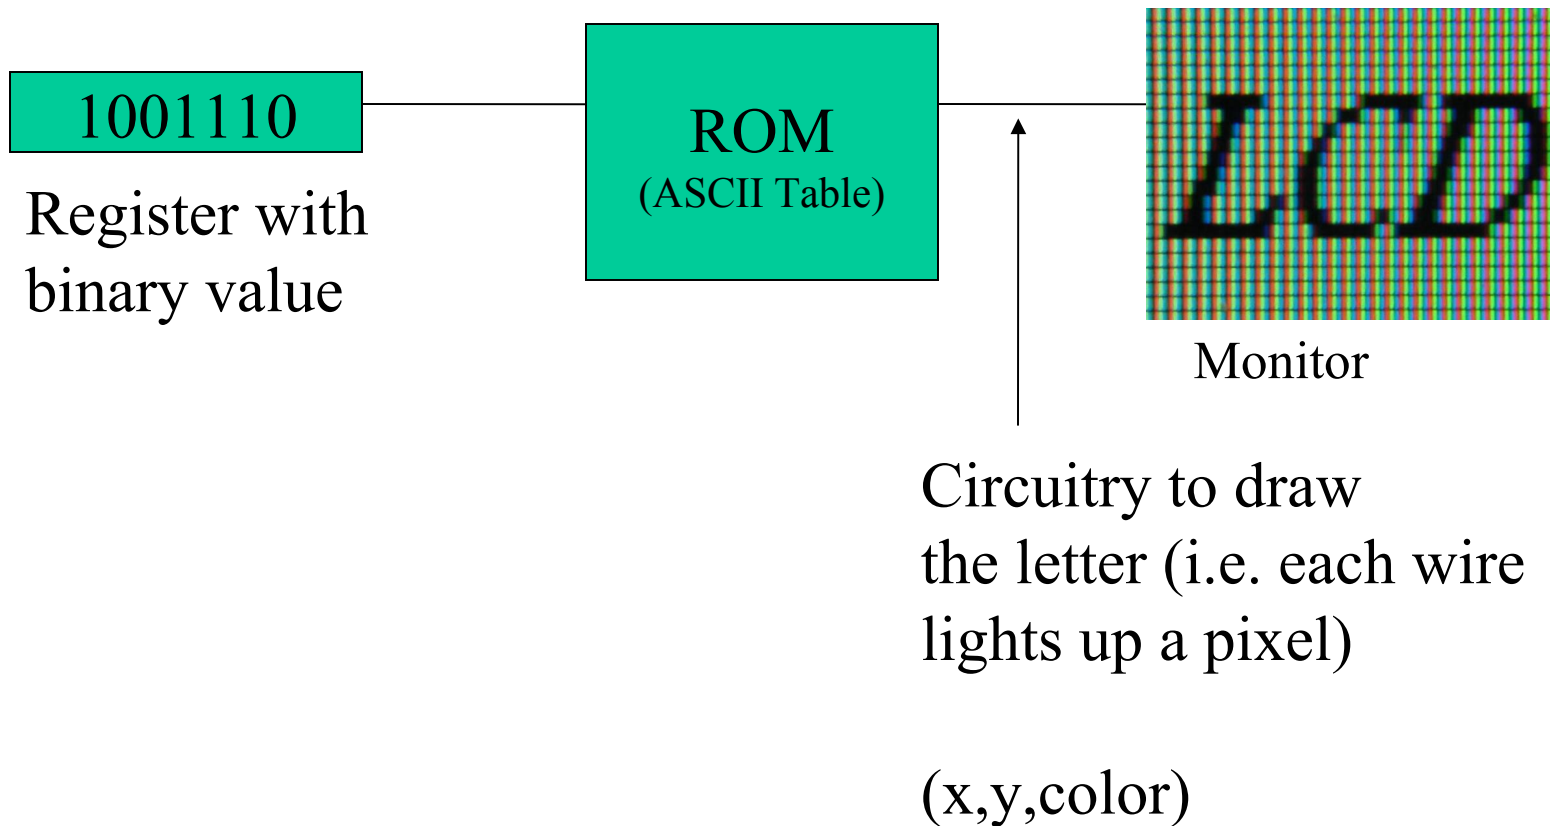 1001110
Register with
binary value
ROM
(ASCII Table)
LCD
Monitor
Circuitry to draw
the letter (i.e. each wire
lights up a pixel)
(x,y,color)